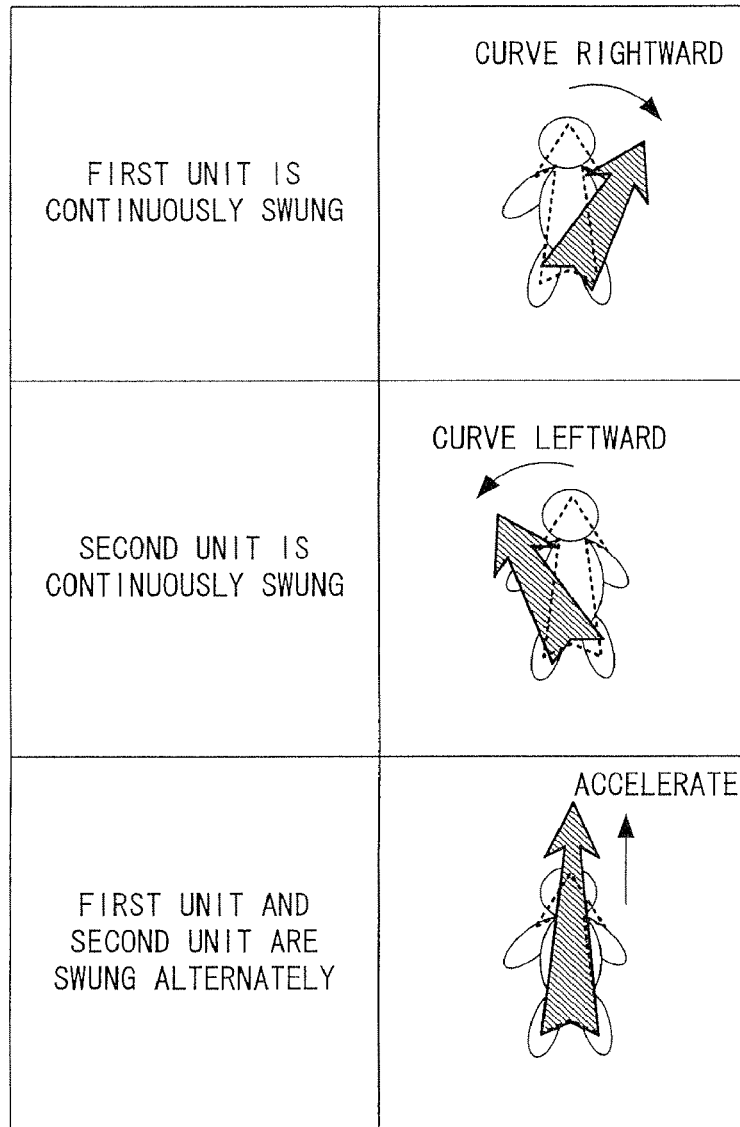 FIRST UNIT IS
CONTINUOUSLY SWUNG
CURVE RIGHTWARD
SECOND UNIT IS
CONTINUOUSLY SWUNG
CURVE LEFTWARD
FIRST UNIT AND
SECOND UNIT ARE
SWUNG ALTERNATELY
ACCELERATE